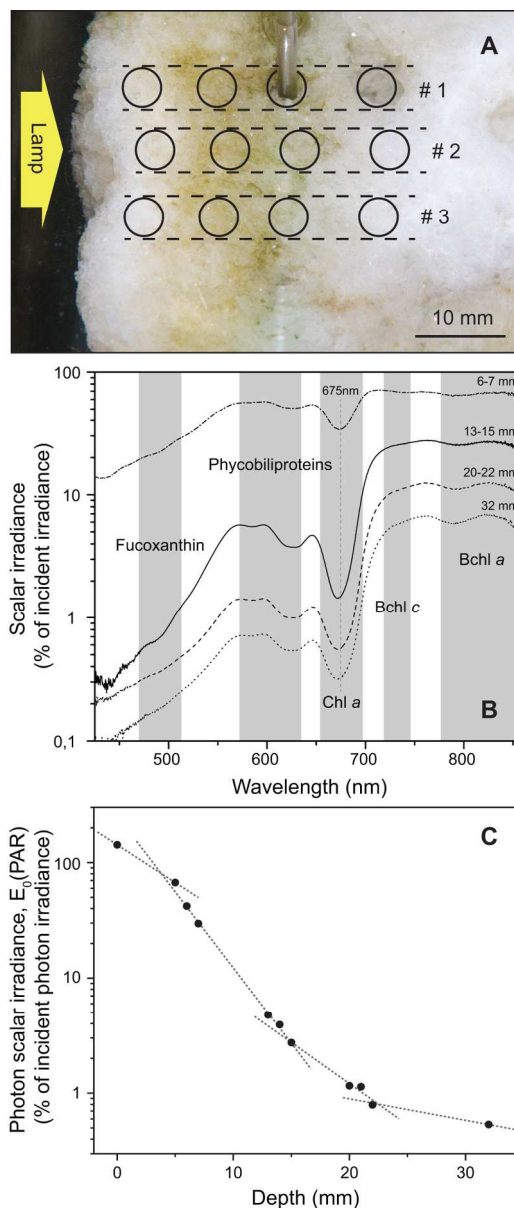 A
Lamp
# 1
# 2
# 3
10 mm
100
10
1
0,1
Scalar irradiance
(% of incident irradiance)
675nm
6-7 mm
13-15 mm
20-22 mm
32 mm
Phycobiliproteins
Fucoxanthin
Bchl a
Bchl c
Chl a
B
500 600 700 800
Wavelength (nm)
C
100
10
1
Photon scalar irradiance, E0(PAR)
(% of incident photon irradiance)
0 10 20 30
Depth (mm)